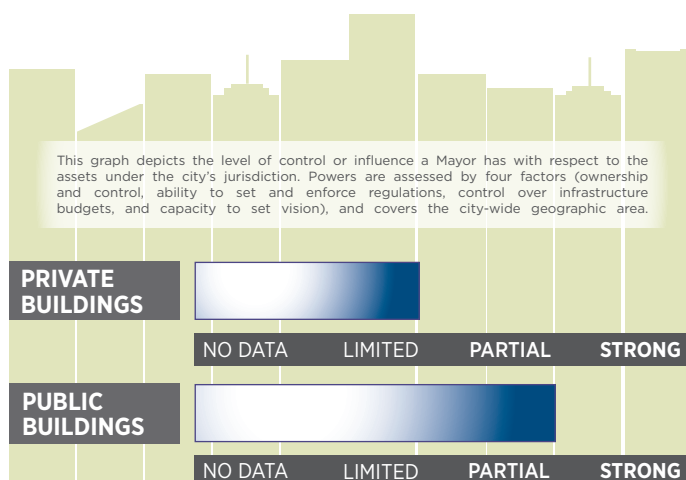 This graph depicts the level of control or influence a Mayor has with respect to the
assets under the city's jurisdiction. Powers are assessed by four factors (ownership
and control, ability to set and enforce regulations, control over infrastructure
budgets, and capacity to set vision), and covers the city-wide geographic area.
PRIVATE
BUILDINGS
NO DATA LIMITED PARTIAL STRONG
PUBLIC
BUILDINGS
NO DATA LIMITED PARTIAL STRONG